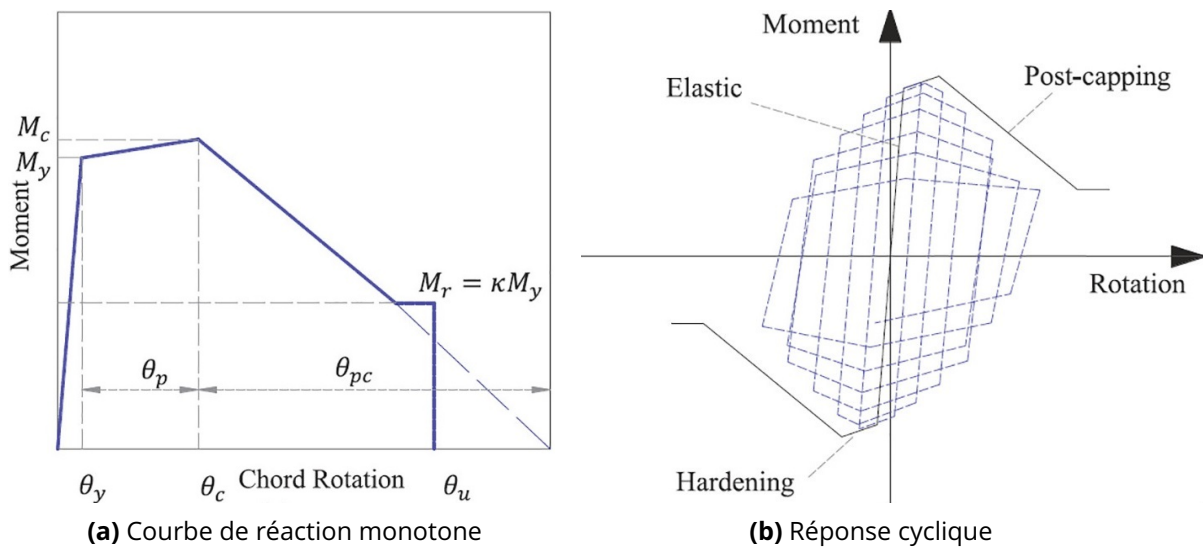 M_c
M_y
Moment
M_r = κM_y
θ_p
θ_pc
θ_y
θ_c
Chord Rotation
θ_u
(a) Courbe de réaction monotone
Moment
Elastic
Post-capping
Rotation
Hardening
(b) Réponse cyclique